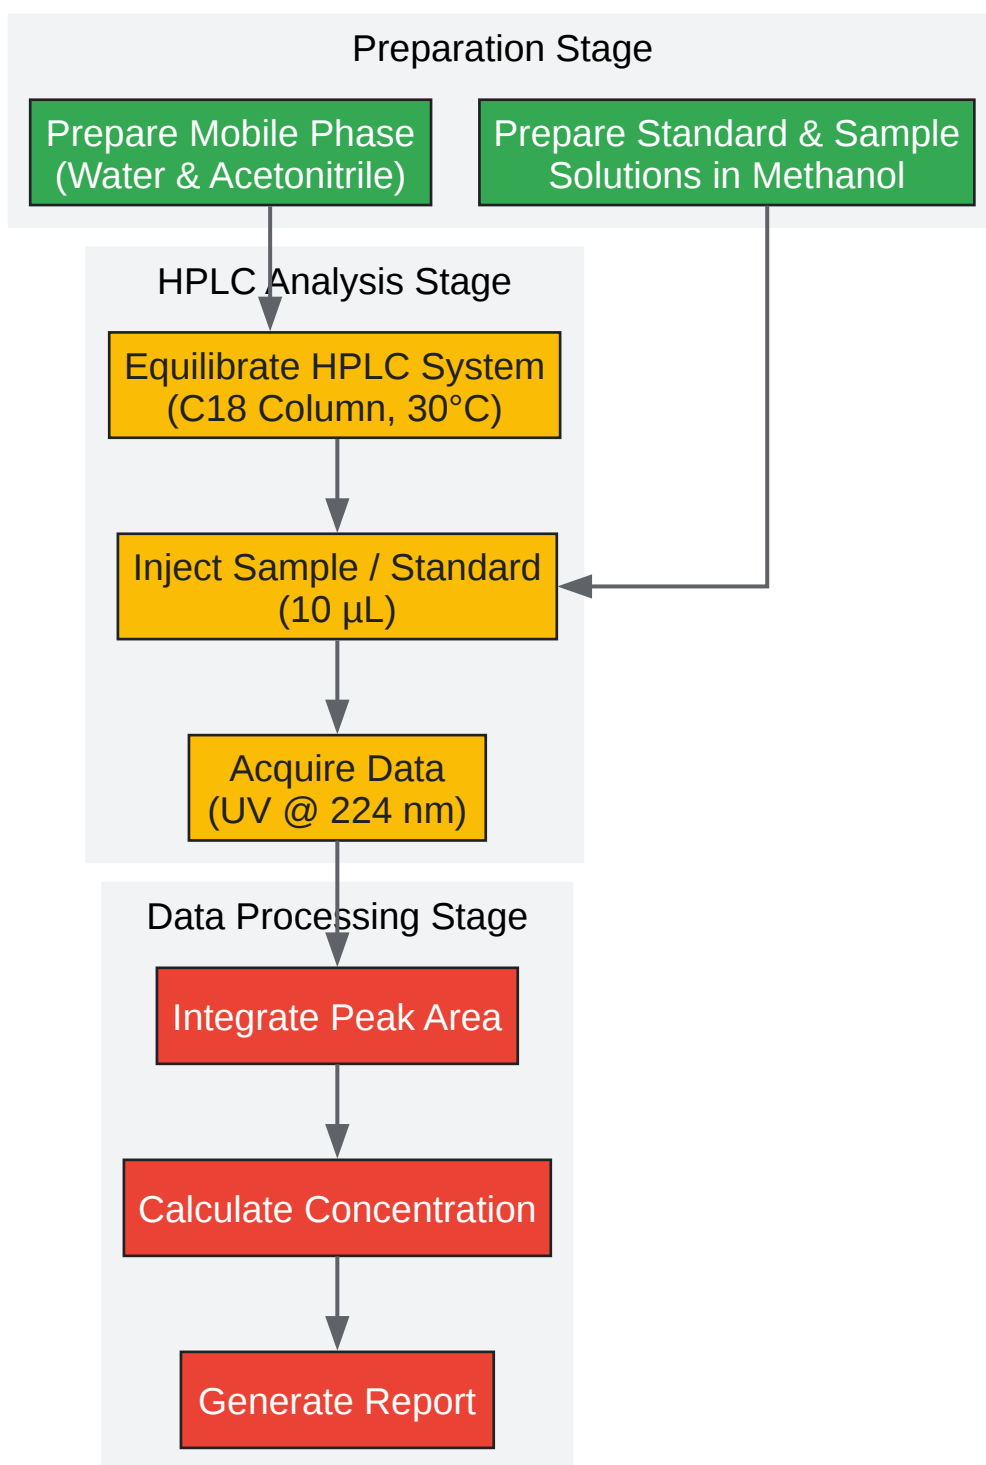 Preparation Stage
Prepare Mobile Phase
(Water & Acetonitrile)
Prepare Standard & Sample
Solutions in Methanol
HPLC Analysis Stage
Equilibrate HPLC System
(C18 Column, 30°C)
Inject Sample / Standard
(10 µL)
Acquire Data
(UV @ 224 nm)
Data Processing Stage
Integrate Peak Area
Calculate Concentration
Generate Report